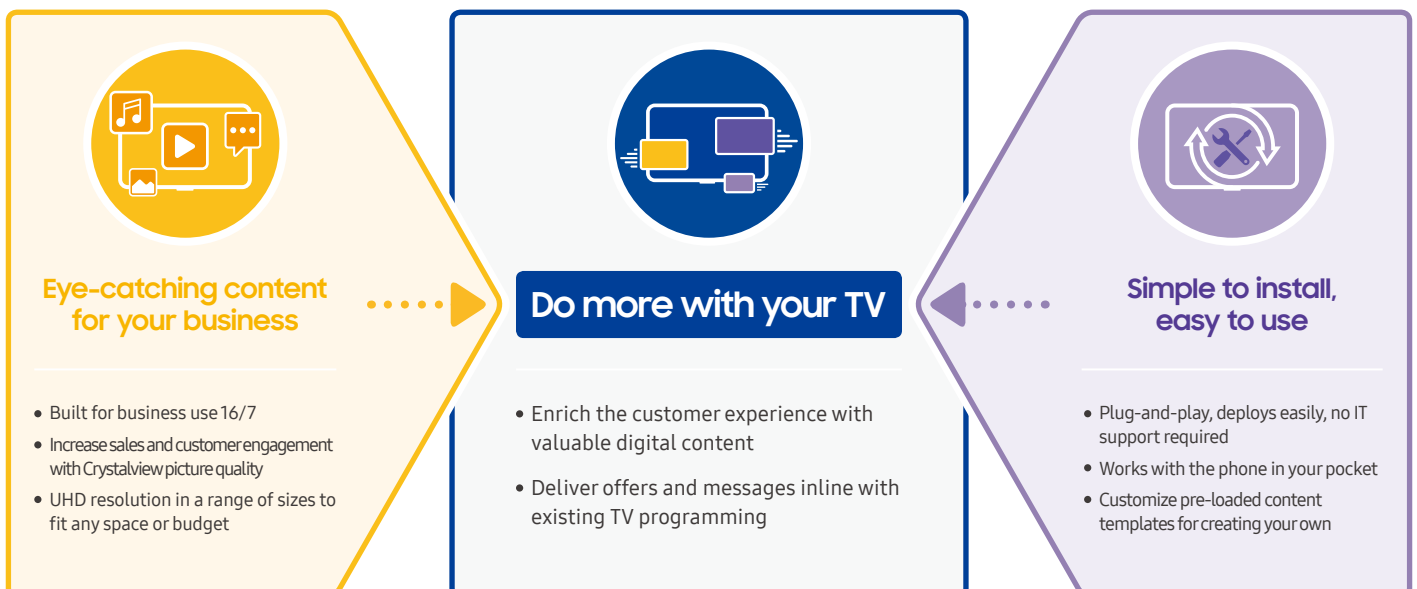 Eye-catching content
for your business
• Built for business use 16/7
• Increase sales and customer engagement
with Crystalview picture quality
• UHD resolution in a range of sizes to
fit any space or budget
Do more with your TV
• Enrich the customer experience with
valuable digital content
• Deliver offers and messages inline with
existing TV programming
Simple to install,
easy to use
• Plug-and-play, deploys easily, no IT
support required
• Works with the phone in your pocket
• Customize pre-loaded content
templates for creating your own